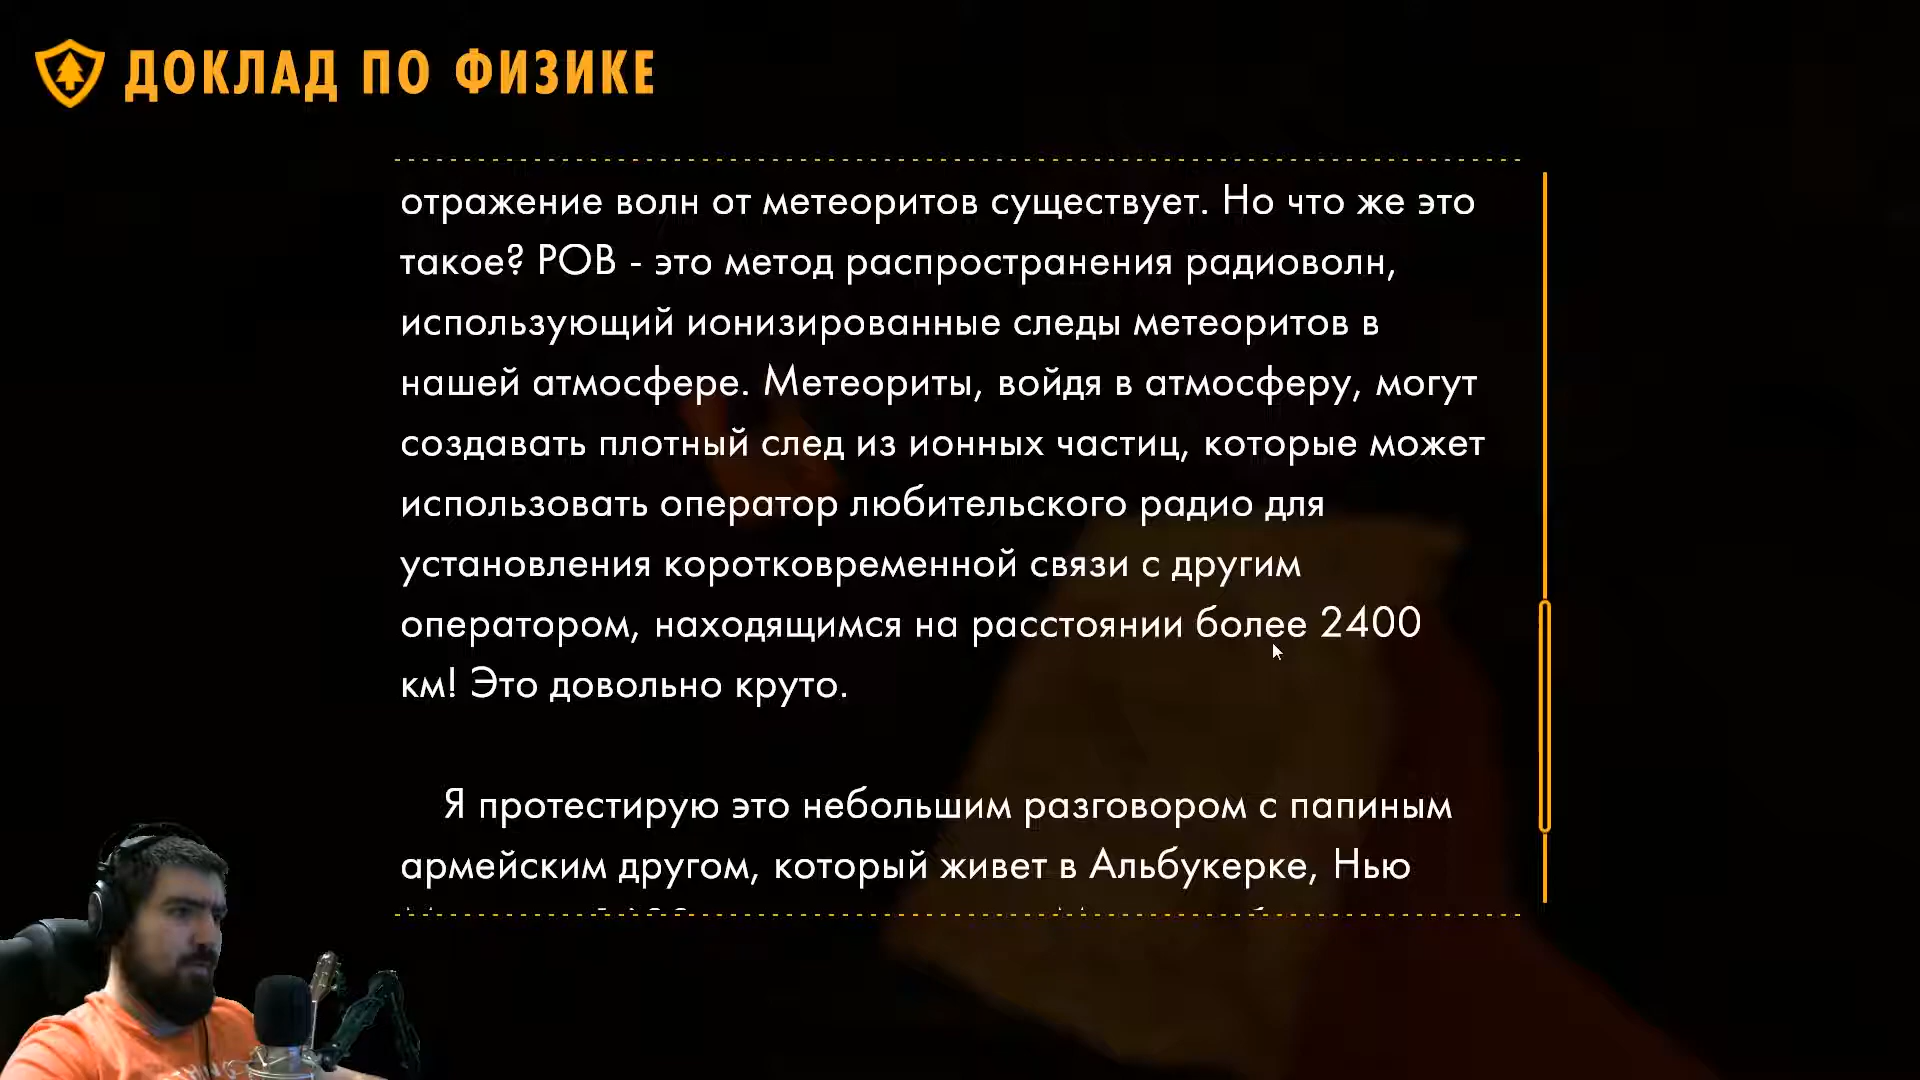 ДОКЛАД ПО ФИЗИКЕ
отражение волн от метеоритов существует. Но что же это
такое? РОВ - это метод распространения радиоволн,
использующий ионизированные следы метеоритов в
нашей атмосфере. Метеориты, войдя в атмосферу, могут
создавать плотный след из ионных частиц, которые может
использовать оператор любительского радио для
установления коротковременной связи с другим
оператором, находящимся на расстоянии более 2400
км! Это довольно круто.
Я протестирую это небольшим разговором с папиным
армейским другом, который живет в Альбукерке, Нью